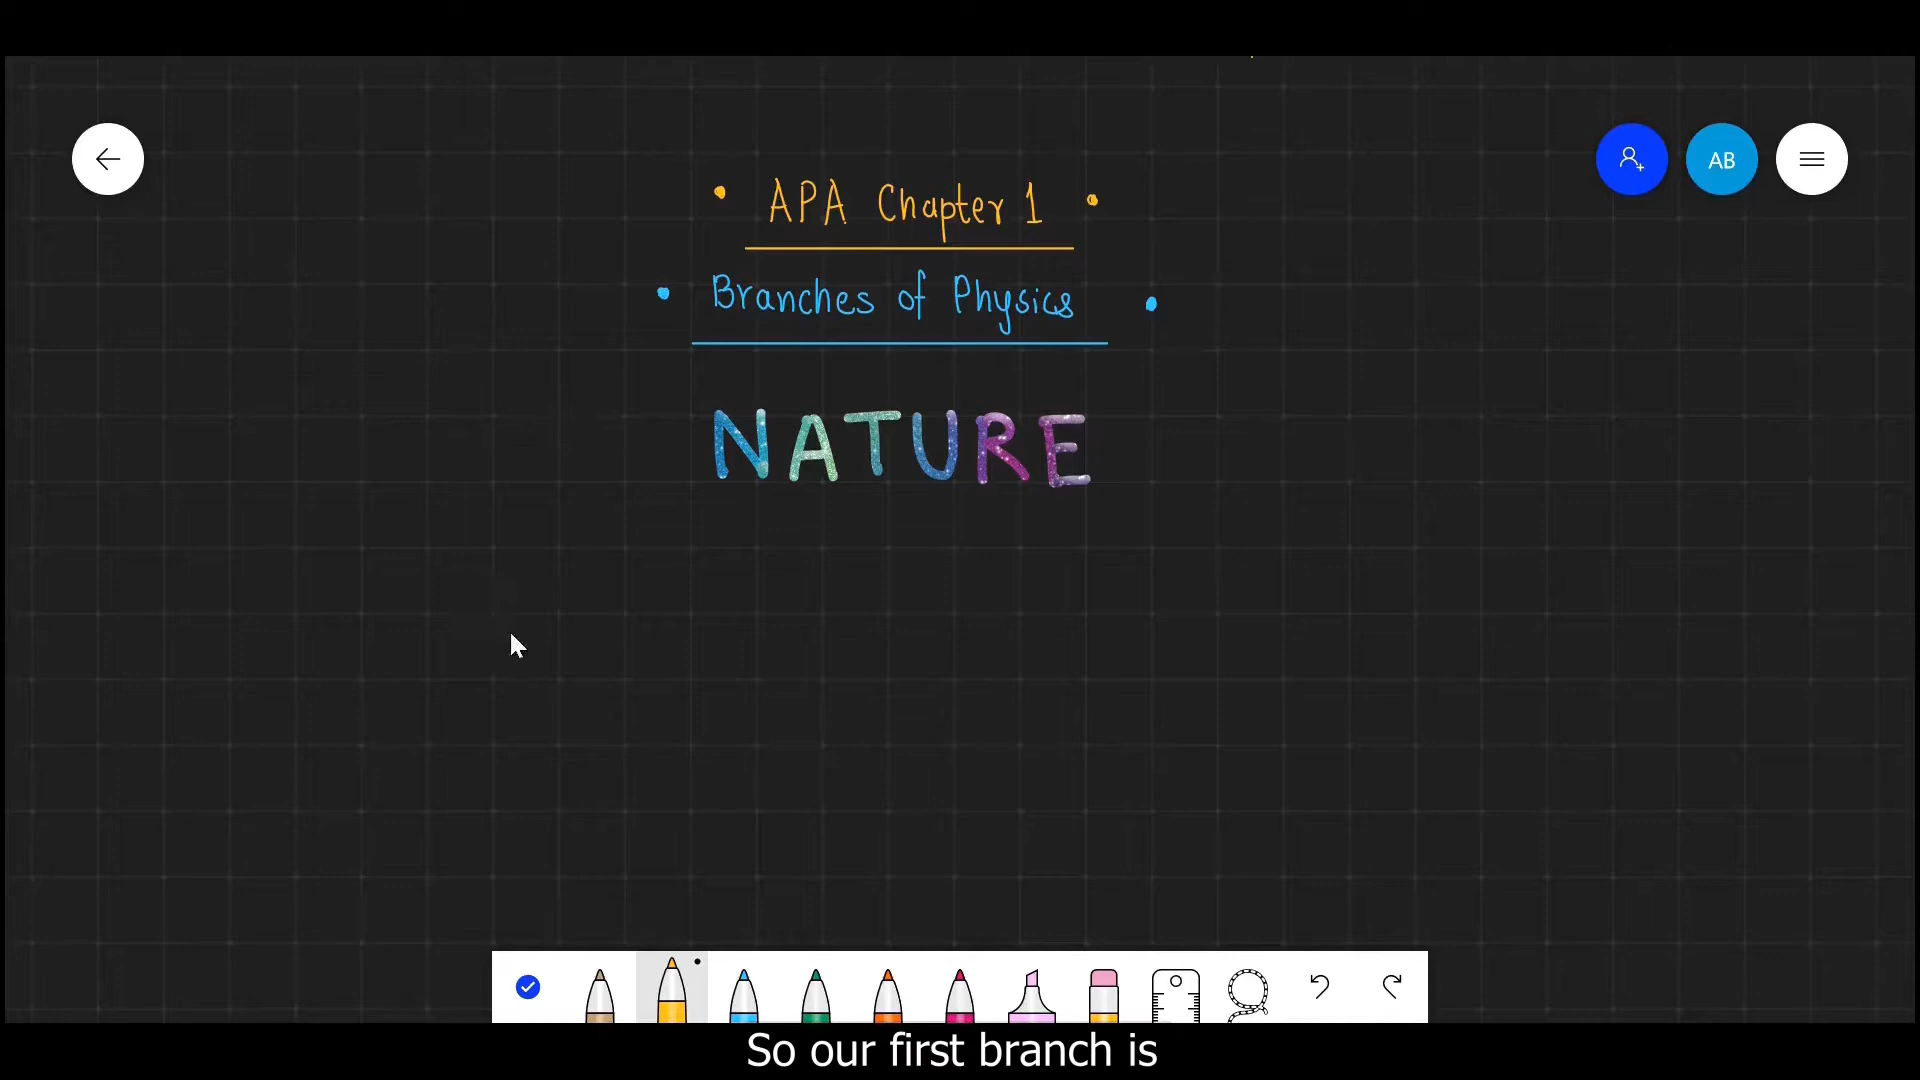 AB
• APA Chapter 1 •
• Branches of Physics •
NATURE
So our first branch is